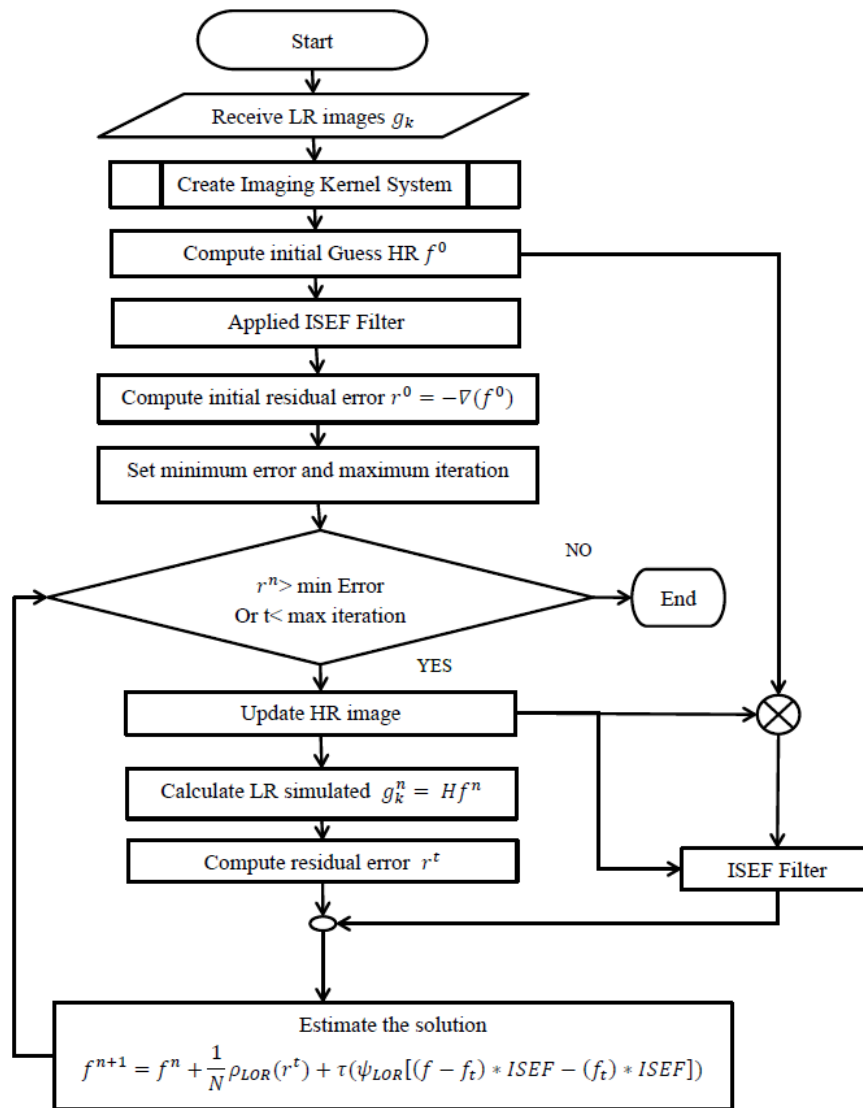 Start
Receive LR images g_k
Create Imaging Kernel System
Compute initial Guess HR f^0
Applied ISEF Filter
Compute initial residual error r^0 = −∇(f^0)
Set minimum error and maximum iteration
NO
r^n> min Error
Or t< max iteration
End
YES
Update HR image
Calculate LR simulated g_k^n = Hf^n
Compute residual error r^t
ISEF Filter
Estimate the solution
f^{n+1} = f^n + \frac{1}{N} ρ_{LOR}(r^t) + τ(ψ_{LOR}[(f − f_t) * ISEF − (f_t) * ISEF])